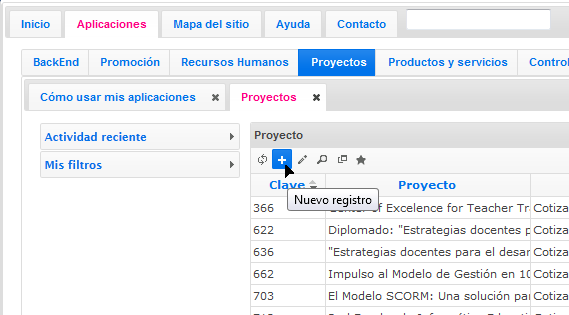 Inicio Aplicaciones Mapa del sitio Ayuda Contacto
BackEnd Promoción Recursos Humanos Proyectos Productos y servicios Control
Cómo usar mis aplicaciones Proyectos
Actividad reciente
Mis filtros
Proyecto
Clave Proyecto
Nuevo registro
366 of Excelence for Teacher Tra Cotiza
622 Diplomado: "Estrategias docentes p Cotiza
636 "Estrategias docentes para el desar Cotiza
662 Impulso al Modelo de Gestión en 10 Cotiza
703 El Modelo SCORM: Una solución pa Cotiza